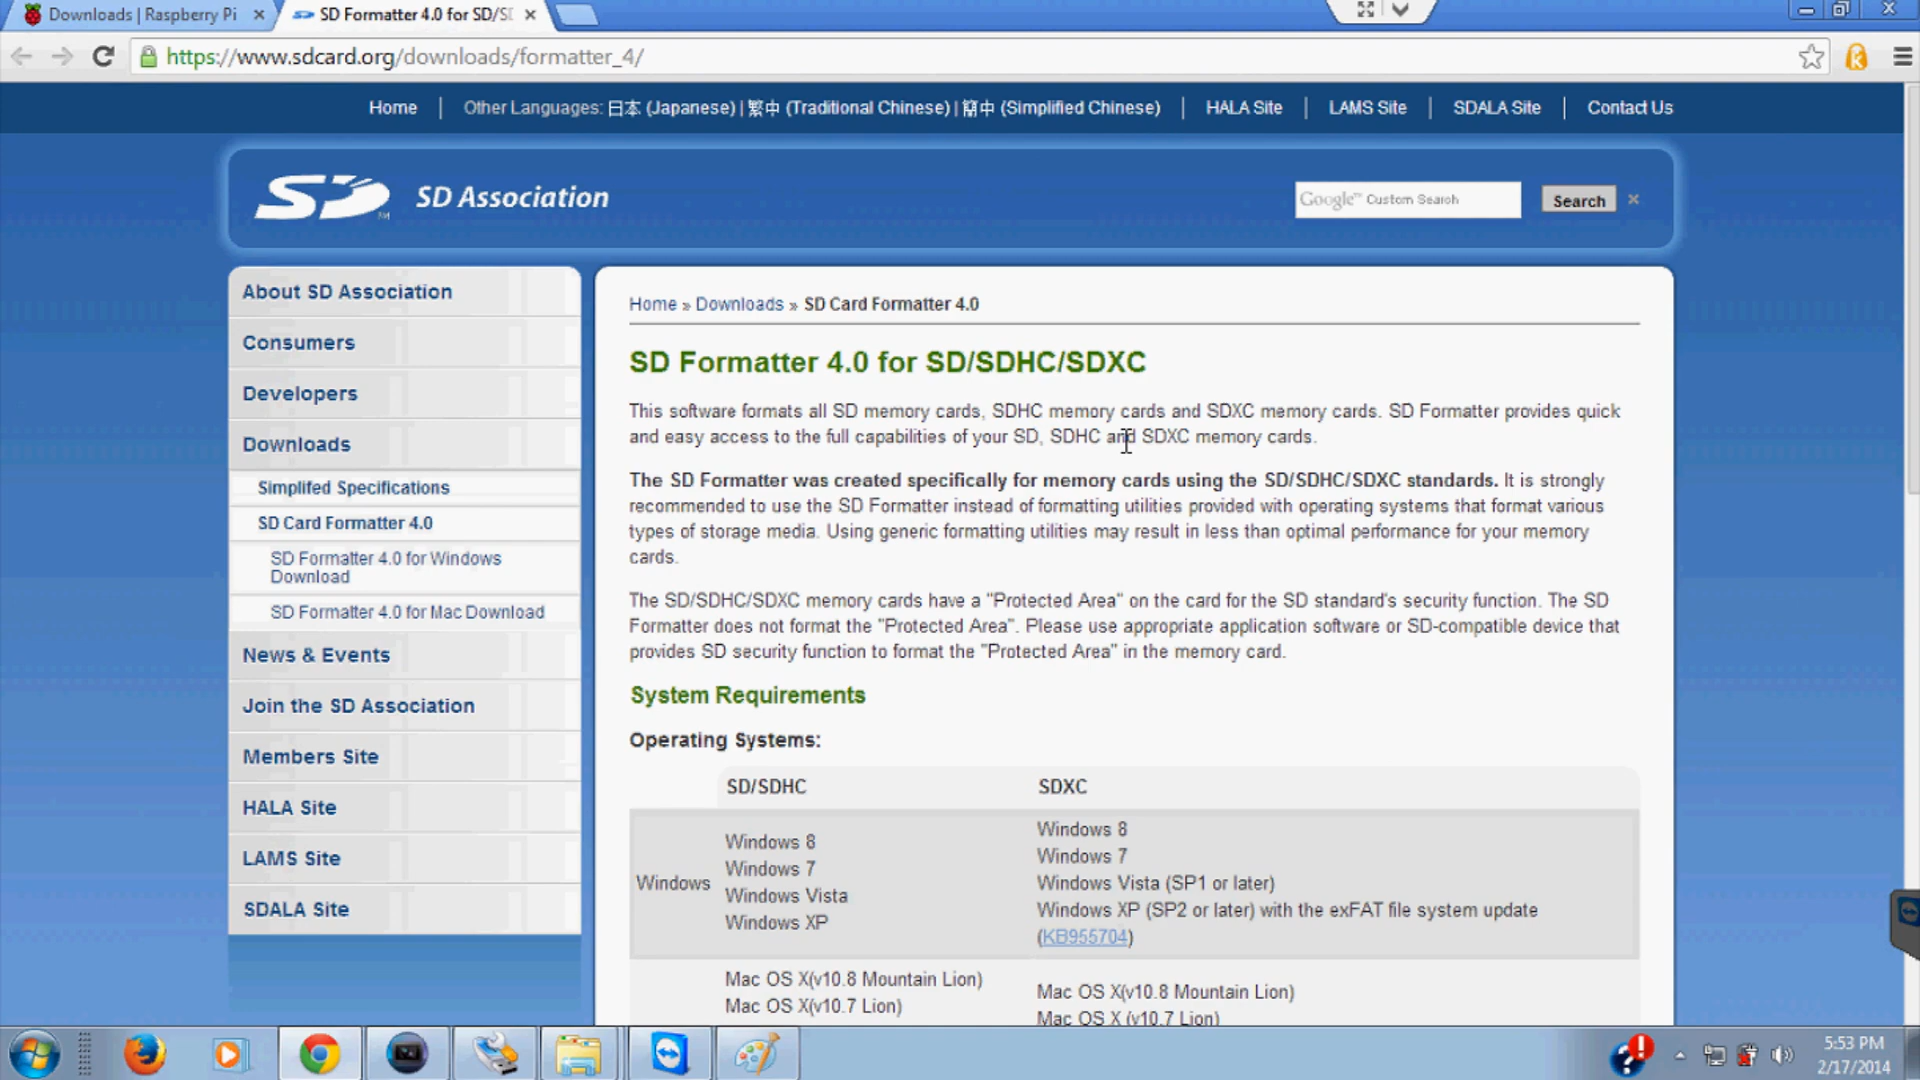 Downloads | Raspberry Pi
SD Formatter 4.0 for SD/S
https://www.sdcard.org/downloads/formatter_4/
Home | Other Languages: 日本 (Japanese) | 繁中 (Traditional Chinese) | 簡中 (Simplified Chinese) | HALA Site | LAMS Site | SDALA Site | Contact Us
SD SD Association
Google™ Custom Search
Search
About SD Association
Consumers
Developers
Downloads
Simplifed Specifications
SD Card Formatter 4.0
SD Formatter 4.0 for Windows
Download
SD Formatter 4.0 for Mac Download
News & Events
Join the SD Association
Members Site
HALA Site
LAMS Site
SDALA Site
Home » Downloads » SD Card Formatter 4.0
SD Formatter 4.0 for SD/SDHC/SDXC
This software formats all SD memory cards, SDHC memory cards and SDXC memory cards. SD Formatter provides quick
and easy access to the full capabilities of your SD, SDHC and SDXC memory cards.
The SD Formatter was created specifically for memory cards using the SD/SDHC/SDXC standards. It is strongly
recommended to use the SD Formatter instead of formatting utilities provided with operating systems that format various
types of storage media. Using generic formatting utilities may result in less than optimal performance for your memory
cards.
The SD/SDHC/SDXC memory cards have a "Protected Area" on the card for the SD standard's security function. The SD
Formatter does not format the "Protected Area". Please use appropriate application software or SD-compatible device that
provides SD security function to format the "Protected Area" in the memory card.
System Requirements
Operating Systems:
SD/SDHC
SDXC
Windows
Windows 8
Windows 7
Windows Vista
Windows XP
Windows 8
Windows 7
Windows Vista (SP1 or later)
Windows XP (SP2 or later) with the exFAT file system update
(KB955704)
Mac OS X(v10.8 Mountain Lion)
Mac OS X(v10.7 Lion)
Mac OS X(v10.8 Mountain Lion)
Mac OS X (v10.7 Lion)
5:53 PM
2/17/2014